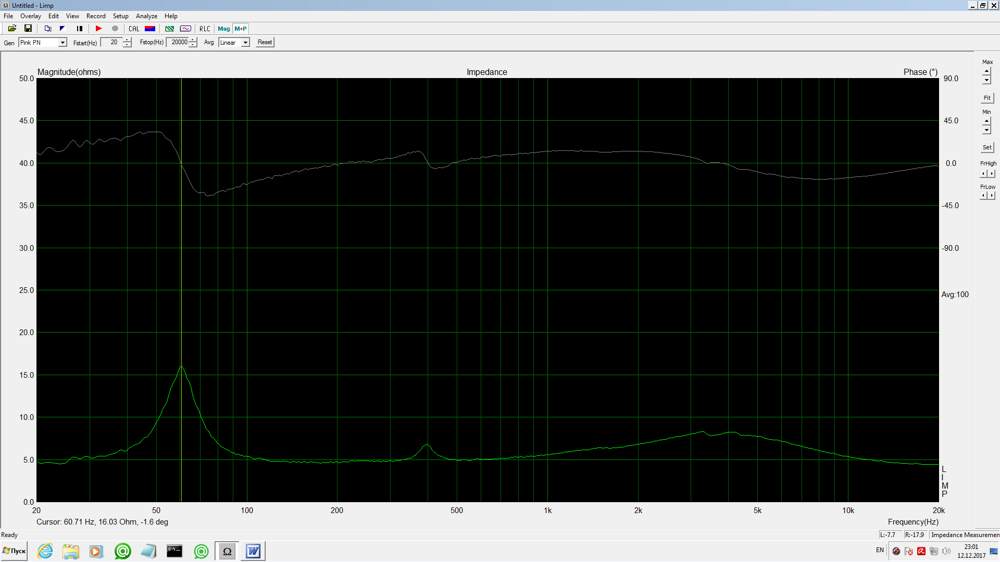 Untitled - Limp
File Overlay Edit View Record Setup Analyze Help
CAL RLC Mag M+P
Gen Pink PN Fstart(Hz) 20 Fstop(Hz) 20000 Avg Linear Reset
Magnitude(ohms) Impedance Phase (°)
50.0 90.0
45.0 45.0
40.0 0.0
35.0 -45.0
30.0 -90.0
25.0
20.0
15.0
10.0
5.0
0.0
Avg:100
L
I
M
P
20 50 100 200 500 1k 2k 5k 10k 20k
Cursor: 60.71 Hz, 16.03 Ohm, -1.6 deg Frequency(Hz)
Max
Fit
Min
Set
FrHigh
FrLow
Ready L:-7.7 R:-17.9 Impedance Measuremen
Пуск C:\ Ω W EN 23:01
12.12.2017